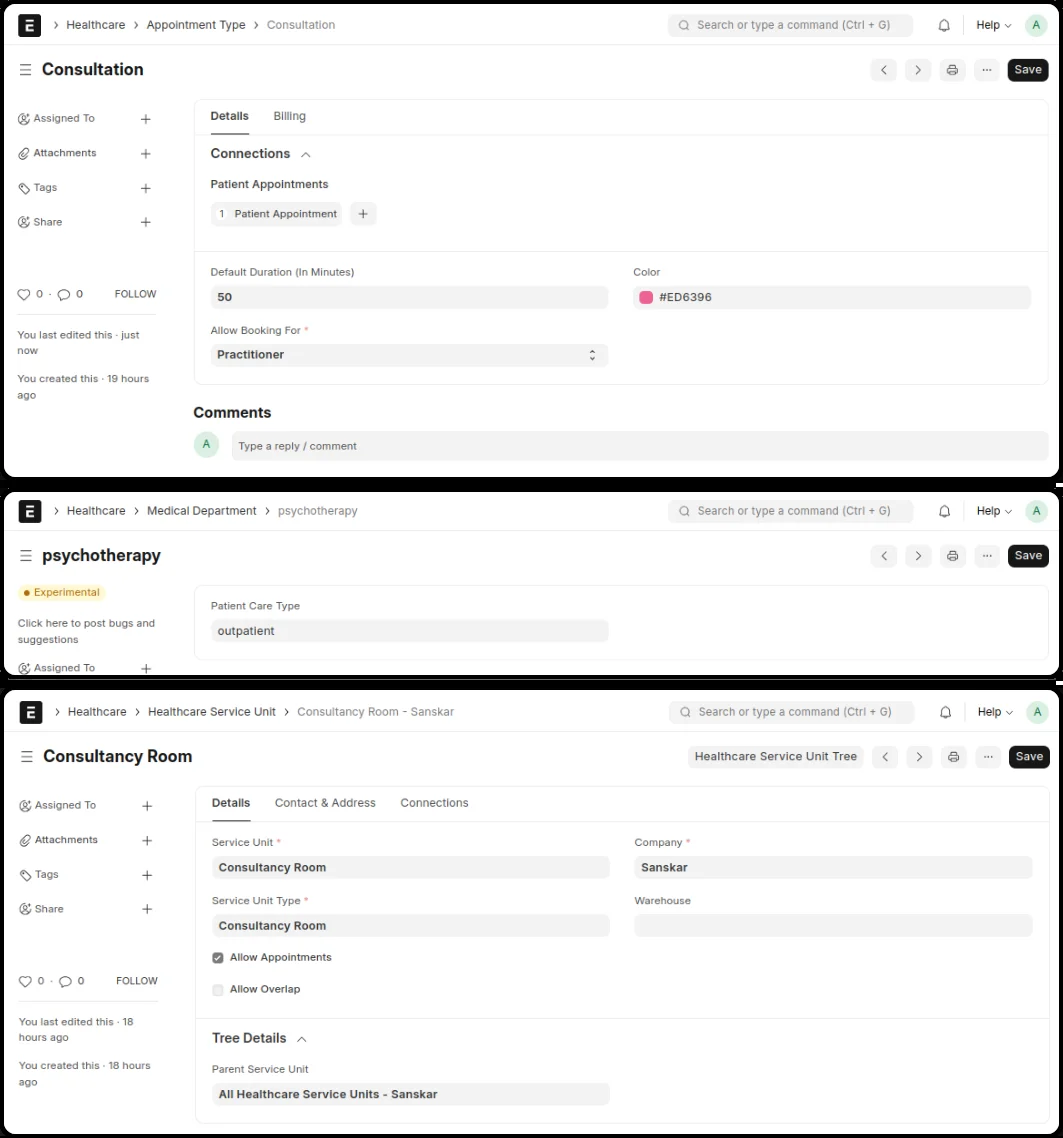 E > Healthcare > Appointment Type > Consultation Search or type a command (Ctrl + G) Help A
Consultation ... Save
Assigned To +
Attachments +
Tags +
Share +
0 · 0 FOLLOW
You last edited this · just
now
You created this · 19 hours
ago
Details Billing
Connections
Patient Appointments
1 Patient Appointment +
Default Duration (In Minutes) Color
50 #ED6396
Allow Booking For *
Practitioner
Comments
A Type a reply / comment
E > Healthcare > Medical Department > psychotherapy Search or type a command (Ctrl + G) Help A
psychotherapy ... Save
Experimental
Click here to post bugs and
suggestions
Assigned To +
Patient Care Type
outpatient
E > Healthcare > Healthcare Service Unit > Consultancy Room - Sanskar Search or type a command (Ctrl + G) Help A
Consultancy Room Healthcare Service Unit Tree ... Save
Assigned To +
Attachments +
Tags +
Share +
0 · 0 FOLLOW
You last edited this · 18
hours ago
You created this · 18 hours
ago
Details Contact & Address Connections
Service Unit * Company *
Consultancy Room Sanskar
Service Unit Type * Warehouse
Consultancy Room
Allow Appointments
Allow Overlap
Tree Details
Parent Service Unit
All Healthcare Service Units - Sanskar